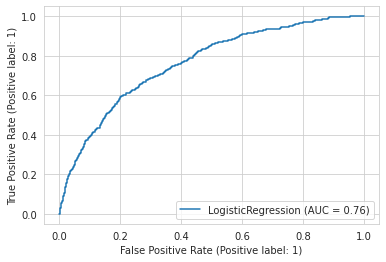 True Positive Rate (Positive label: 1)
1.0
0.8
0.6
0.4
0.2
0.0
LogisticRegression (AUC = 0.76)
0.0 0.2 0.4 0.6 0.8 1.0
False Positive Rate (Positive label: 1)